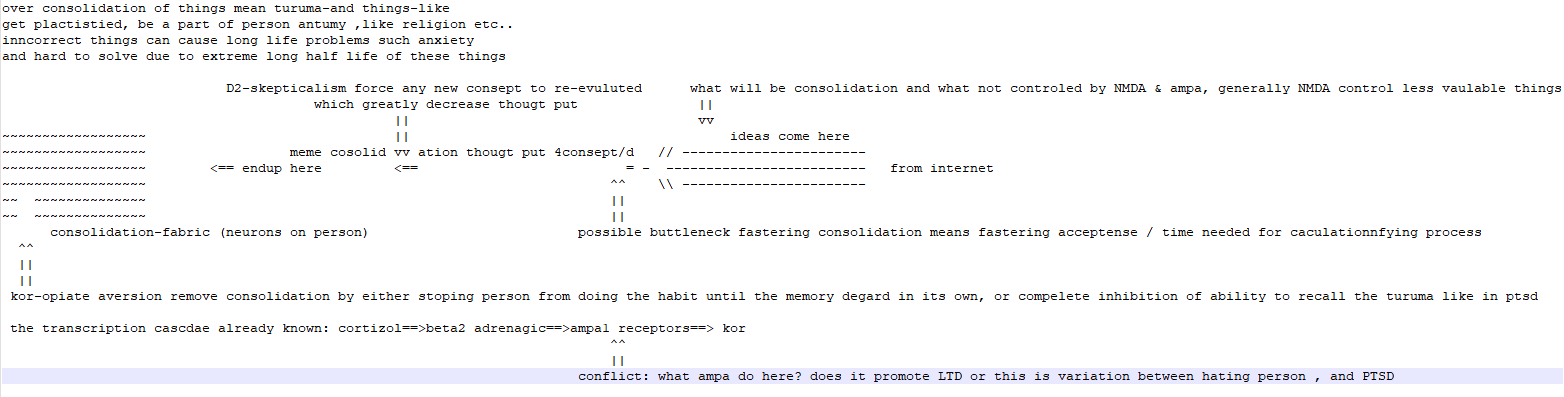 over consolidation of things mean turuma-and things-like
get plactistied, be a part of person antumy ,like religion etc..
inncorrect things can cause long life problems such anxiety
and hard to solve due to extreme long half life of these things
D2-skepticalism force any new consept to re-evuluted what will be consolidation and what not controled by NMDA & ampa, generally NMDA control less vaulable things
which greatly decrease thougt put ||
|| vv
~~~~~~~~~~~~~~~~~~ || ideas come here
~~~~~~~~~~~~~~~~~~ meme cosolid vv ation thougt put 4consept/d // -----------------------
~~~~~~~~~~~~~~~~~~ <== endup here <== = - ------------------------- from internet
~~~~~~~~~~~~~~~~~~ ^^ \\ -----------------------
~~ ~~~~~~~~~~~~~~ ||
~~ ~~~~~~~~~~~~~~ ||
consolidation-fabric (neurons on person) possible buttleneck fastering consolidation means fastering acceptense / time needed for caculationnfying process
^^
||
||
kor-opiate aversion remove consolidation by either stoping person from doing the habit until the memory degard in its own, or compelete inhibition of ability to recall the turuma like in ptsd
the transcription cascdae already known: cortizol==>beta2 adrenagic==>ampal receptors==> kor
^^
||
conflict: what ampa do here? does it promote LTD or this is variation between hating person , and PTSD